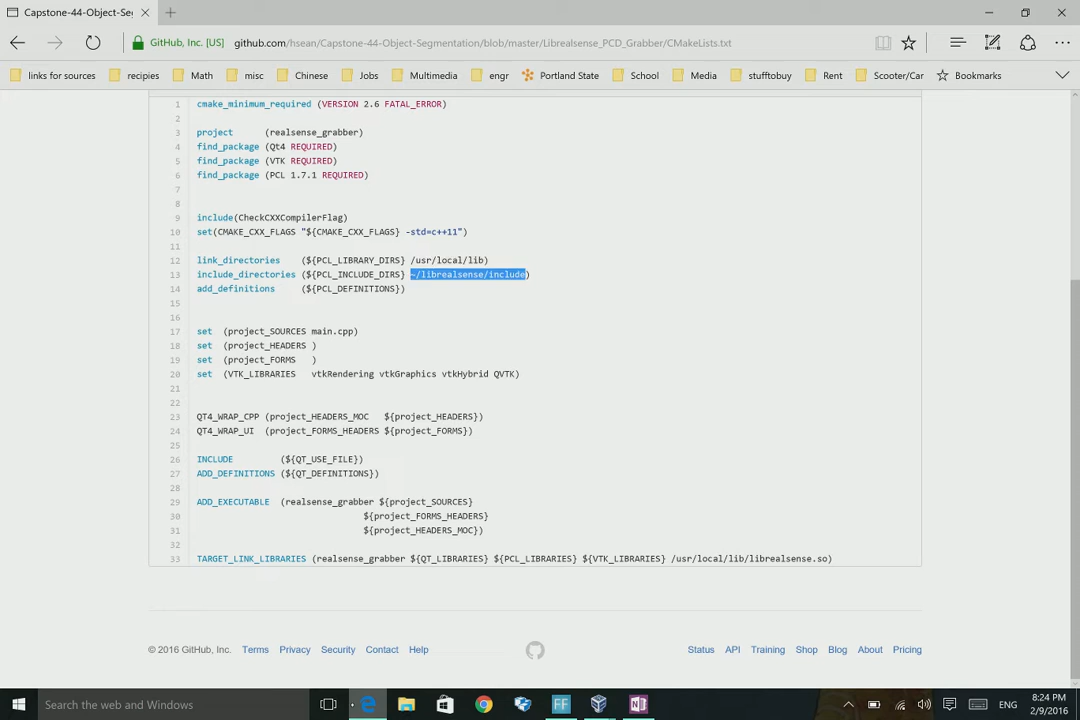 Capstone-44-Object-Seg
GitHub, Inc. [US]
github.com/hsean/Capstone-44-Object-Segmentation/blob/master/Librealsense_PCD_Grabber/CMakeLists.txt
links for sources
recipies
Math
misc
Chinese
Jobs
Multimedia
engr
Portland State
School
Media
stufftobuy
Rent
Scooter/Car
Bookmarks
1 cmake_minimum_required (VERSION 2.6 FATAL_ERROR)
2
3 project (realsense_grabber)
4 find_package (Qt4 REQUIRED)
5 find_package (VTK REQUIRED)
6 find_package (PCL 1.7.1 REQUIRED)
7
8
9 include(CheckCXXCompilerFlag)
10 set(CMAKE_CXX_FLAGS "${CMAKE_CXX_FLAGS} -std=c++11")
11
12 link_directories (${PCL_LIBRARY_DIRS} /usr/local/lib)
13 include_directories (${PCL_INCLUDE_DIRS} ~/librealsense/include)
14 add_definitions (${PCL_DEFINITIONS})
15
16
17 set (project_SOURCES main.cpp)
18 set (project_HEADERS )
19 set (project_FORMS )
20 set (VTK_LIBRARIES vtkRendering vtkGraphics vtkHybrid QVTK)
21
22
23 QT4_WRAP_CPP (project_HEADERS_MOC ${project_HEADERS})
24 QT4_WRAP_UI (project_FORMS_HEADERS ${project_FORMS})
25
26 INCLUDE (${QT_USE_FILE})
27 ADD_DEFINITIONS (${QT_DEFINITIONS})
28
29 ADD_EXECUTABLE (realsense_grabber ${project_SOURCES}
30 ${project_FORMS_HEADERS}
31 ${project_HEADERS_MOC})
32
33 TARGET_LINK_LIBRARIES (realsense_grabber ${QT_LIBRARIES} ${PCL_LIBRARIES} ${VTK_LIBRARIES} /usr/local/lib/librealsense.so)
© 2016 GitHub, Inc.
Terms
Privacy
Security
Contact
Help
Status
API
Training
Shop
Blog
About
Pricing
Search the web and Windows
FF
N
ENG
8:24 PM
2/9/2016